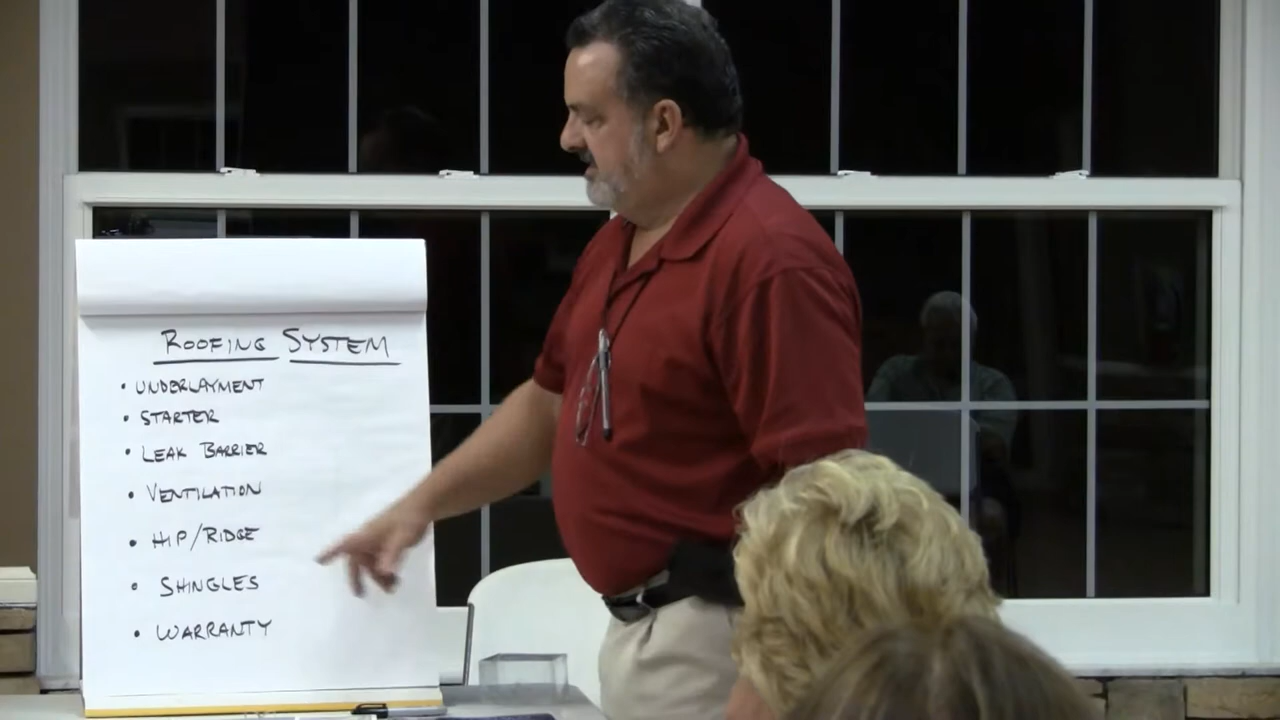 ROOFING SYSTEM
• UNDERLAYMENT
• STARTER
• LEAK BARRIER
• VENTILATION
• HIP/RIDGE
• SHINGLES
• WARRANTY